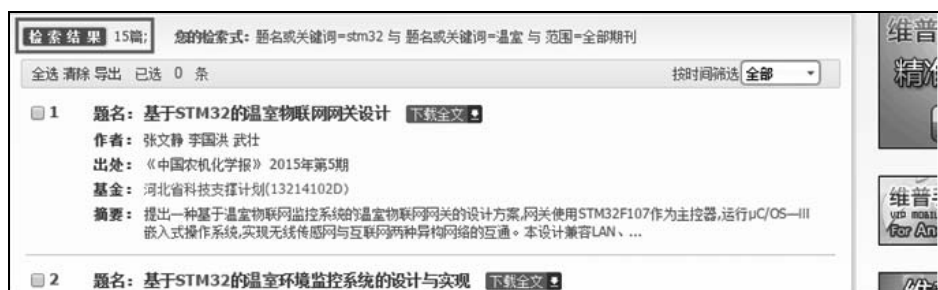 检索结果 15篇; 您的检索式：题名或关键词=stm32 与 题名或关键词=温室 与 范围=全部期刊
全选 清除 导出 已选 0 条 按时间筛选 全部
1 题名：基于STM32的温室物联网网关设计 下载全文
作者：张文静 李国洪 武壮
出处：《中国农机化学报》 2015年第5期
基金：河北省科技支撑计划(13214102D)
摘要：提出一种基于温室物联网监控系统的温室物联网网关的设计方案,网关使用STM32F107作为主控器,运行μC/OS—III
嵌入式操作系统,实现无线传感网与互联网两种异构网络的互通。本设计兼容LAN、...
2 题名：基于STM32的温室环境监控系统的设计与实现 下载全文
维普
精
维普
For An